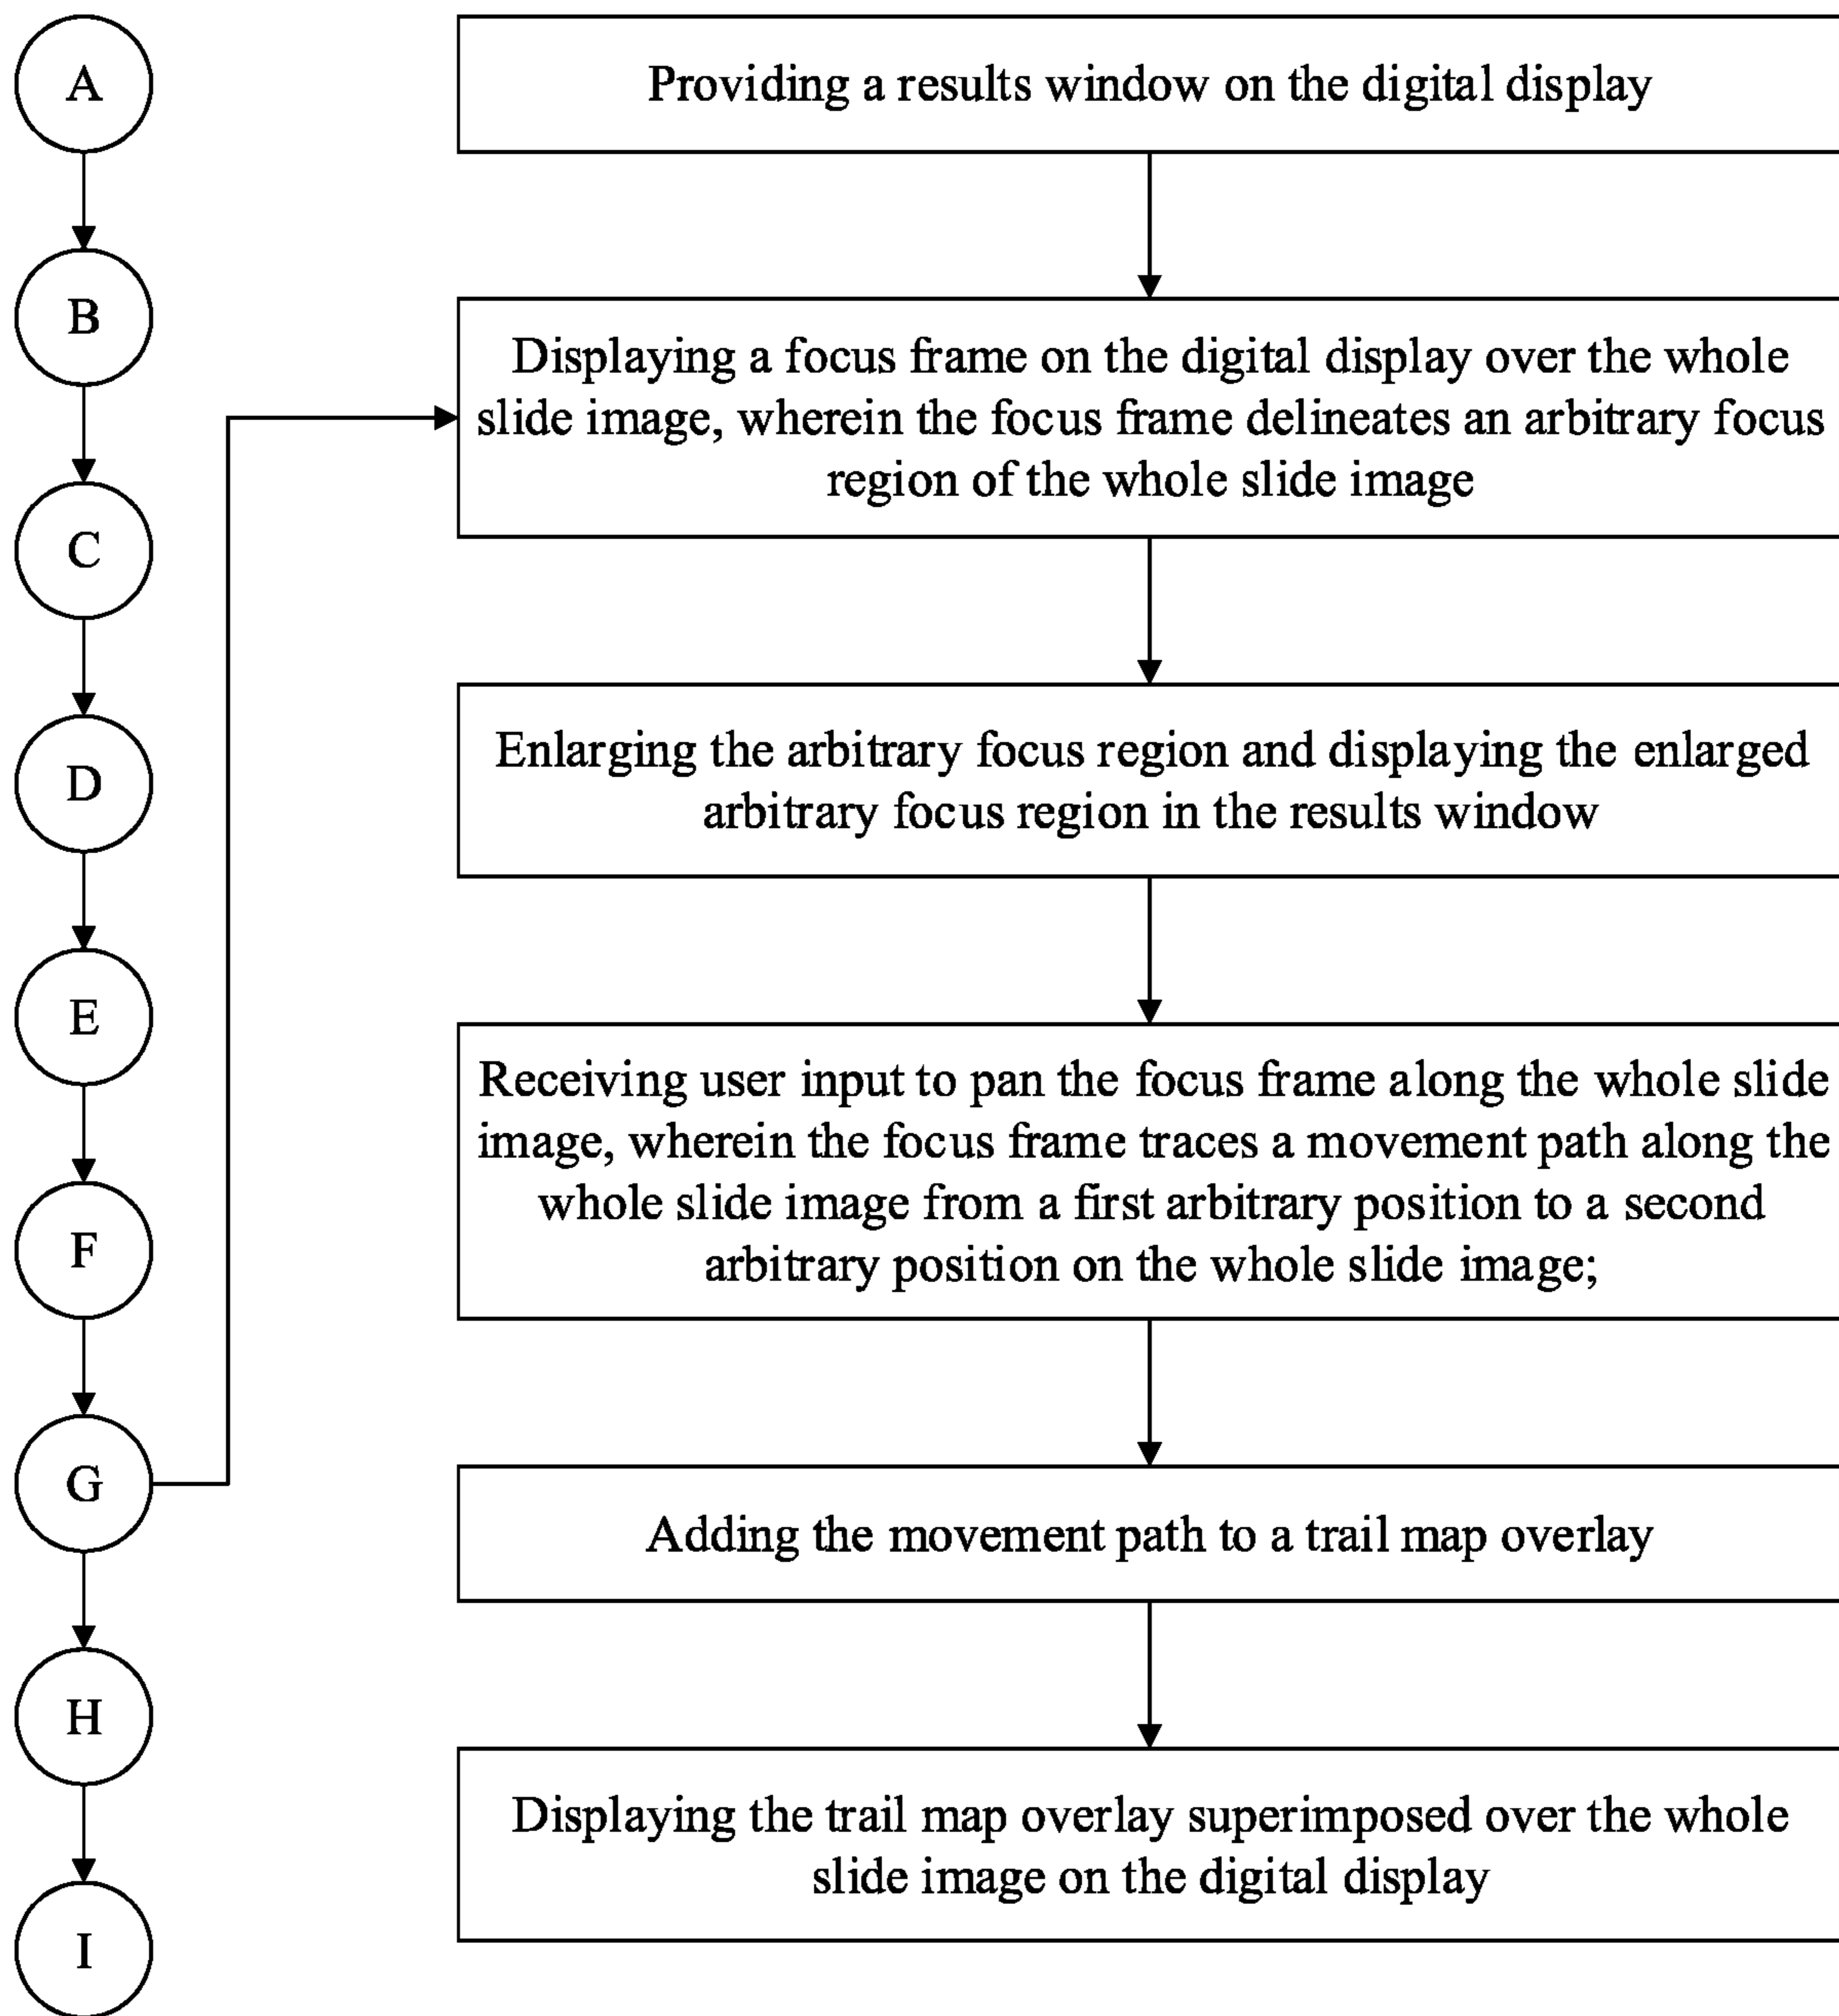 A
B
C
D
E
F
G
H
I
Providing a results window on the digital display
Displaying a focus frame on the digital display over the whole
slide image, wherein the focus frame delineates an arbitrary focus
region of the whole slide image
Enlarging the arbitrary focus region and displaying the enlarged
arbitrary focus region in the results window
Receiving user input to pan the focus frame along the whole slide
image, wherein the focus frame traces a movement path along the
whole slide image from a first arbitrary position to a second
arbitrary position on the whole slide image;
Adding the movement path to a trail map overlay
Displaying the trail map overlay superimposed over the whole
slide image on the digital display